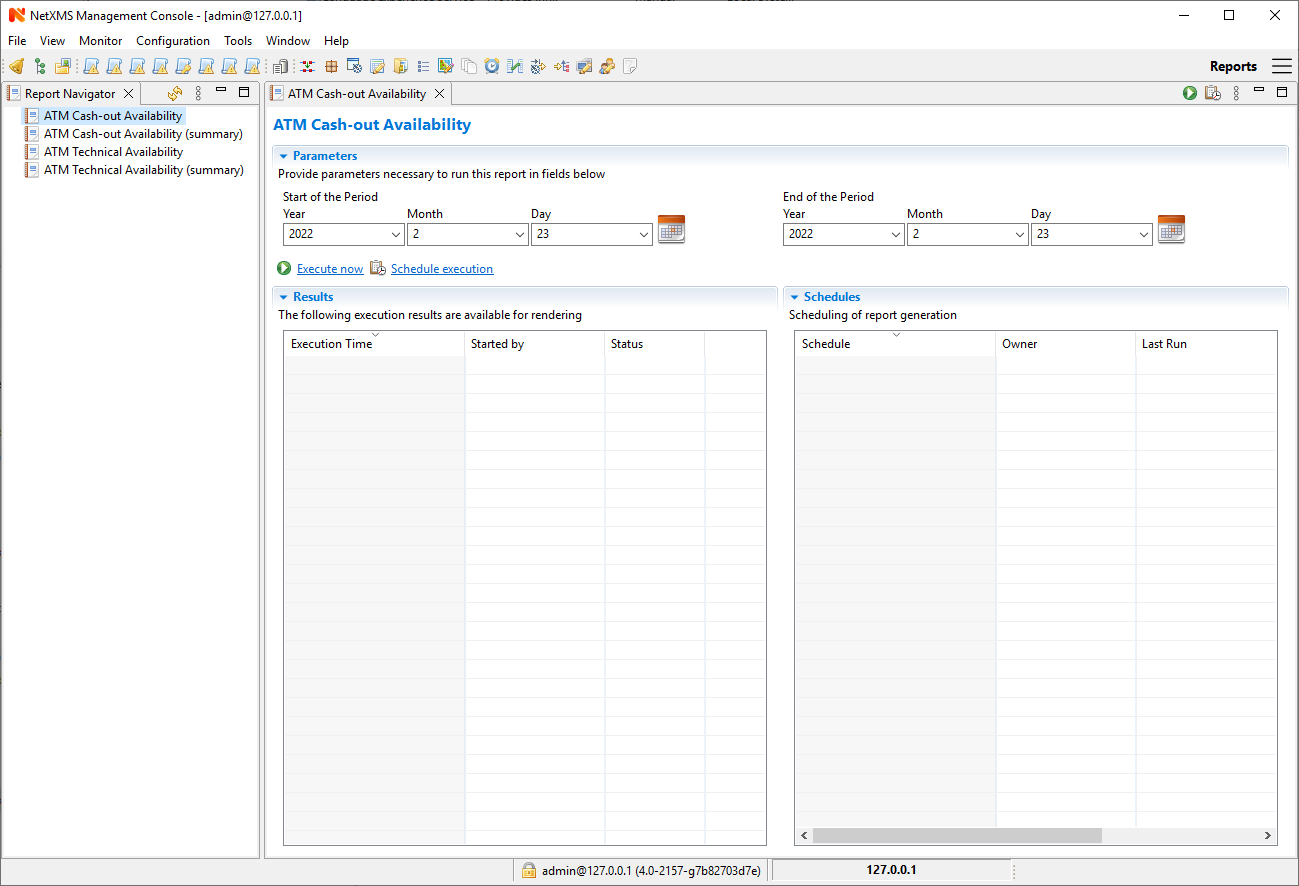 NetXMS Management Console - [admin@127.0.0.1]
File View Monitor Configuration Tools Window Help
Reports
Report Navigator
ATM Cash-out Availability
ATM Cash-out Availability (summary)
ATM Technical Availability
ATM Technical Availability (summary)
ATM Cash-out Availability
ATM Cash-out Availability
Parameters
Provide parameters necessary to run this report in fields below
Start of the Period End of the Period
Year Month Day Year Month Day
2022 2 23 2022 2 23
Execute now Schedule execution
Results
The following execution results are available for rendering
Execution Time Started by Status
Schedules
Scheduling of report generation
Schedule Owner Last Run
admin@127.0.0.1 (4.0-2157-g7b82703d7e) 127.0.0.1